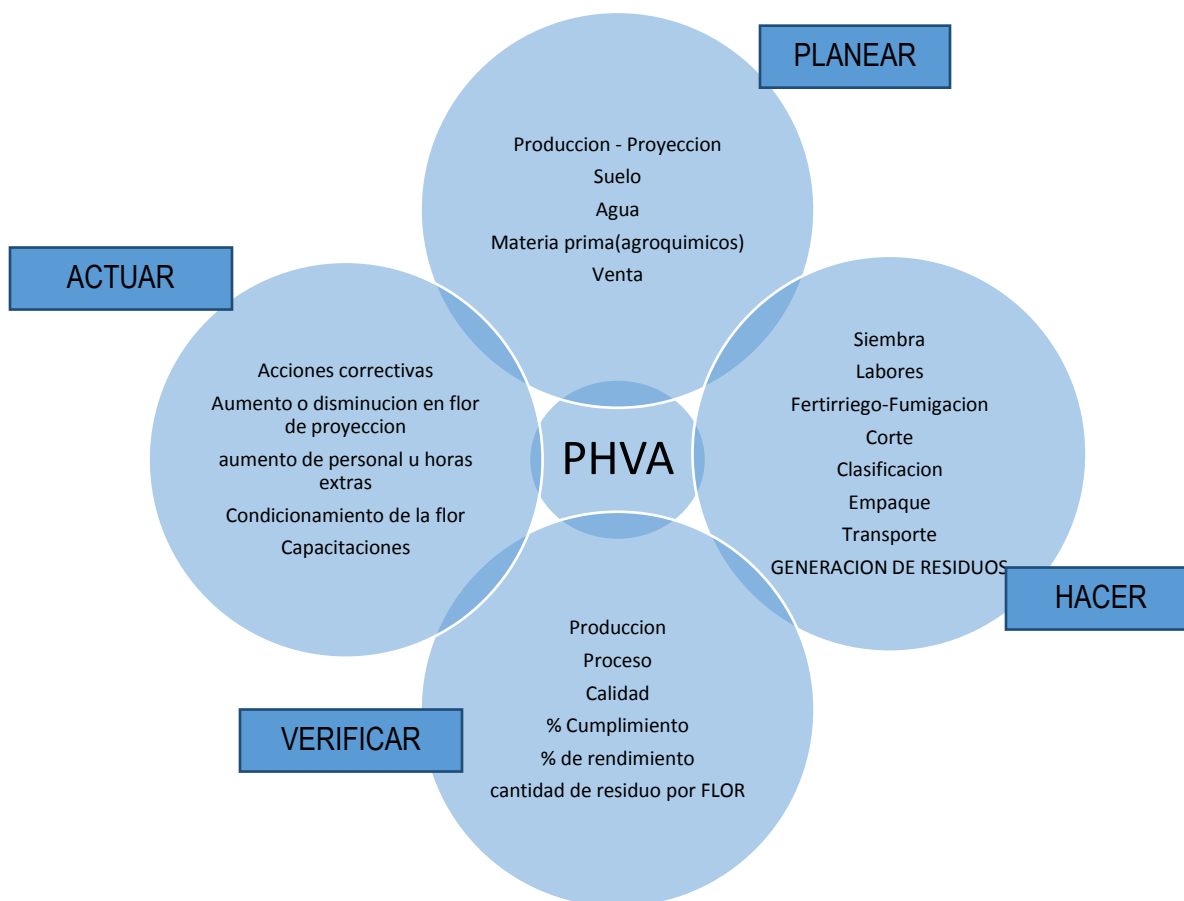 PLANEAR
Produccion - Proyeccion
Suelo
Agua
Materia prima(agroquimicos)
Venta
ACTUAR
Acciones correctivas
Aumento o disminucion en flor
de proyeccion
aumento de personal u horas
extras
Condicionamiento de la flor
Capacitaciones
PHVA
Siembra
Labores
Fertirriego-Fumigacion
Corte
Clasificacion
Empaque
Transporte
GENERACION DE RESIDUOS
HACER
Produccion
Proceso
Calidad
% Cumplimiento
% de rendimiento
cantidad de residuo por FLOR
VERIFICAR